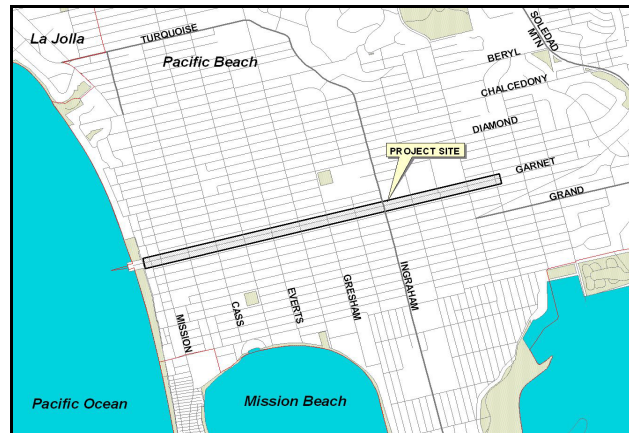 La Jolla
TURQUOISE
SOLEDAD
MTN
Pacific Beach
BERYL
CHALCEDONY
DIAMOND
PROJECT SITE
GARNET
GRAND
INGRAHAM
GRESHAM
EVERTS
CASS
MISSION
Pacific Ocean
Mission Beach